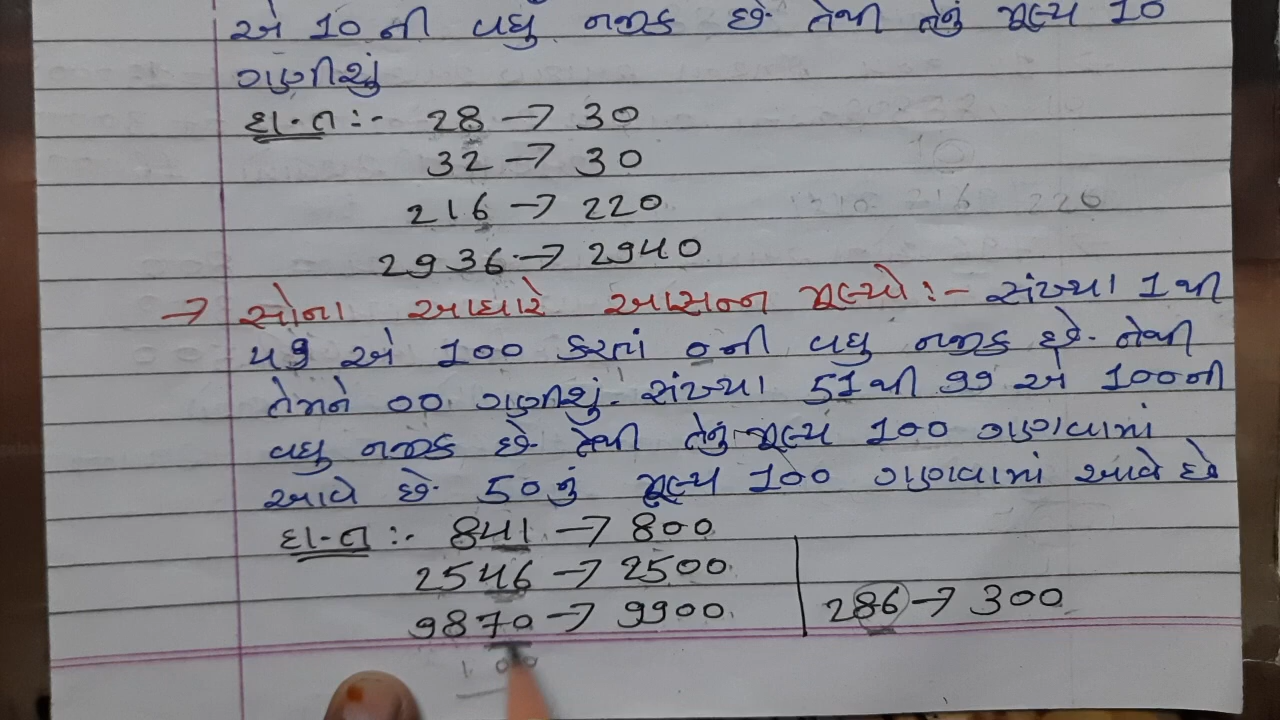 એ 10 ની વધુ નજીક છે તેથી તેનું મૂલ્ય 10
ગણીશું
દા.ત :- 28 → 30
32 → 30
216 → 220
2936 → 2940
→ સોના આધારે આસન્ન મૂલ્યો :- સંખ્યા 1થી
49 એ 100 કરતાં 0ની વધુ નજીક છે. તેથી
તેમને 00 ગણીશું. સંખ્યા 51થી 99 એ 100ની
વધુ નજીક છે તેથી તેનું મૂલ્ય 100 ગણવામાં
આવે છે. 50નું મૂલ્ય 100 ગણવામાં આવે છે
દા.ત :- 841 → 800
2546 → 2500
9870 → 9900
286 → 300